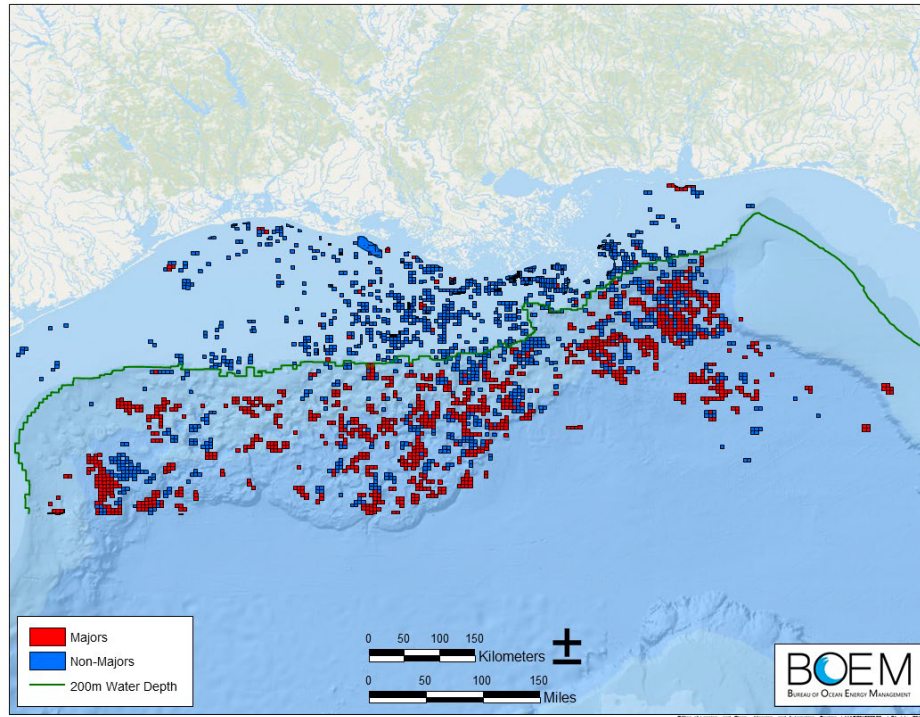 Majors
Non-Majors
200m Water Depth
0 50 100 150
Kilometers
0 50 100 150
Miles
BOEM
BUREAU OF OCEAN ENERGY MANAGEMENT